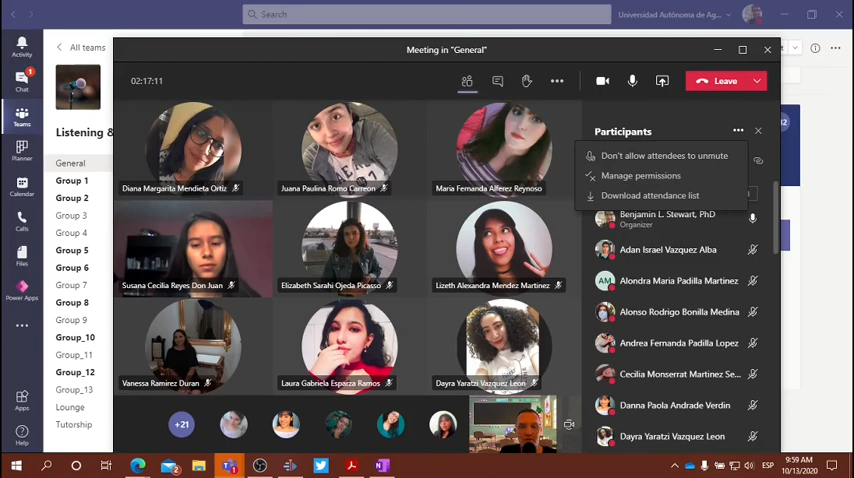 Search
Universidad Autónoma de Ag...
Activity
Chat
1
Teams
Planner
Calendar
Calls
Files
Power Apps
Apps
Help
All teams
Listening &
General
Group 1
Group 2
Group 3
Group 4
Group 5
Group 6
Group 7
Group 8
Group 9
Group_10
Group_11
Group_12
Group_13
Lounge
Tutorship
Meeting in "General"
02:17:11
Leave
Diana Margarita Mendieta Ortiz
Juana Paulina Romo Carreon
Maria Fernanda Alferez Reynoso
Susana Cecilia Reyes Don Juan
Elizabeth Sarahi Ojeda Picasso
Lizeth Alexandra Mendez Martinez
Vanessa Ramirez Duran
Laura Gabriela Esparza Ramos
Dayra Yaratzi Vazquez Leon
+21
Participants
Don't allow attendees to unmute
Manage permissions
Download attendance list
Benjamin L. Stewart, PhD
Organizer
Adan Israel Vazquez Alba
AM
Alondra Maria Padilla Martinez
Alonso Rodrigo Bonilla Medina
Andrea Fernanda Padilla Lopez
Cecilia Monserrat Martinez Se...
Danna Paola Andrade Verdin
Dayra Yaratzi Vazquez Leon
12
2
1
ESP
9:59 AM
10/13/2020